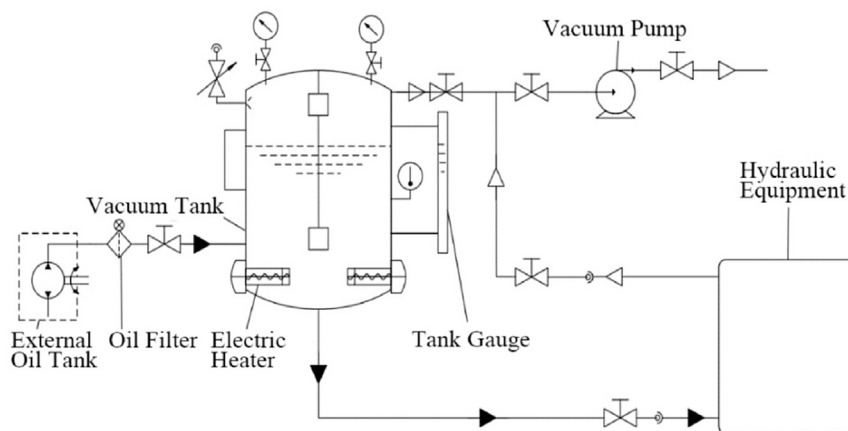 Vacuum Pump
Hydraulic
Equipment
Vacuum Tank
External
Oil Tank
Oil Filter
Electric
Heater
Tank Gauge